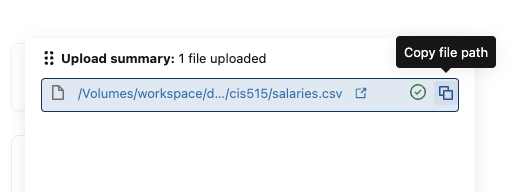 Copy file path
Upload summary: 1 file uploaded
/Volumes/workspace/d.../cis515/salaries.csv